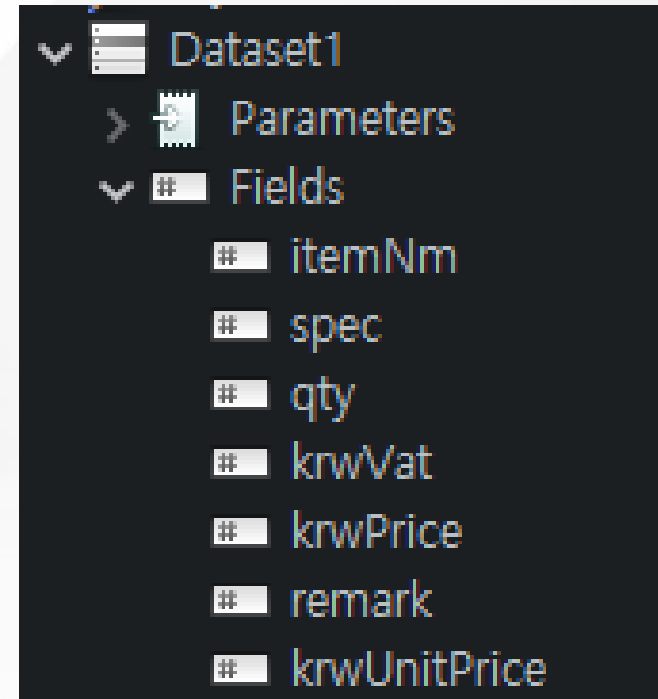 Dataset1
Parameters
Fields
itemNm
spec
qty
krwVat
krwPrice
remark
krwUnitPrice